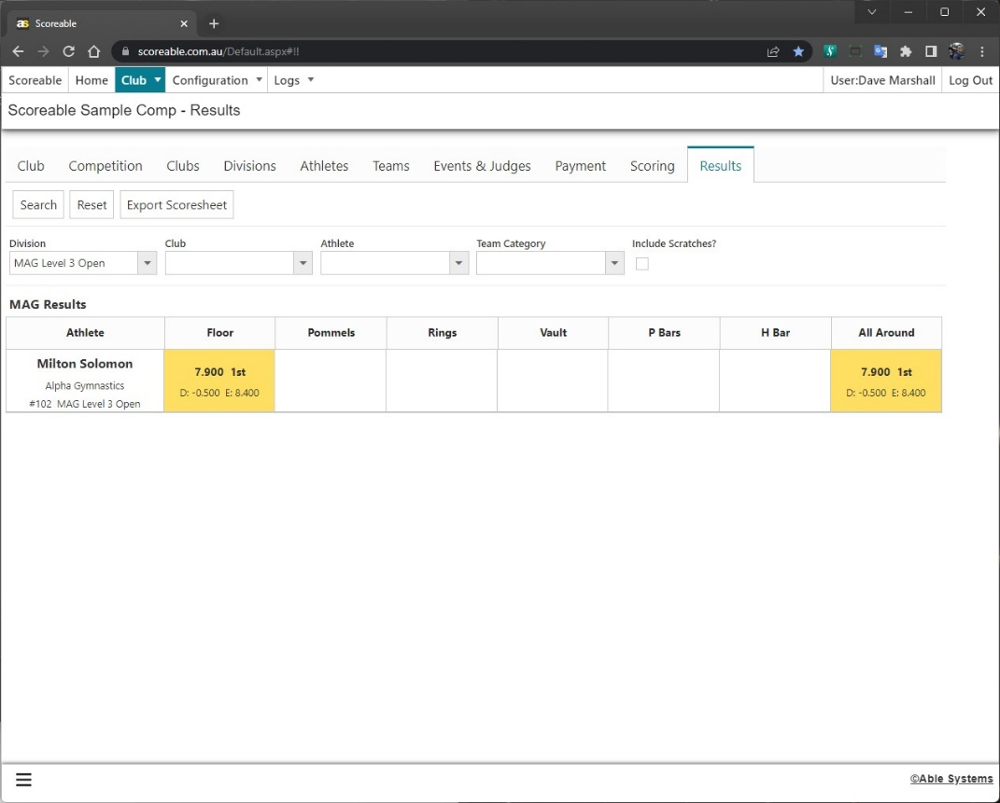 as Scoreable
scoreable.com.au/Default.aspx#!!
Scoreable Home Club Configuration Logs User:Dave Marshall Log Out
Scoreable Sample Comp - Results
Club Competition Clubs Divisions Athletes Teams Events & Judges Payment Scoring Results
Search Reset Export Scoresheet
Division Club Athlete Team Category Include Scratches?
MAG Level 3 Open
MAG Results
Athlete Floor Pommels Rings Vault P Bars H Bar All Around
Milton Solomon 7.900 1st 7.900 1st
Alpha Gymnastics D: -0.500 E: 8.400 D: -0.500 E: 8.400
#102 MAG Level 3 Open
©Able Systems